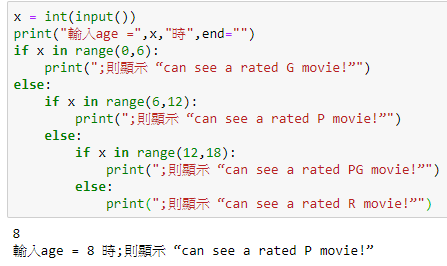 x = int(input())
print("輸入age =",x,"時",end="")
if x in range(0,6):
    print(";則顯示 “can see a rated G movie!”")
else:
    if x in range(6,12):
        print(";則顯示 “can see a rated P movie!”")
    else:
        if x in range(12,18):
            print(";則顯示 “can see a rated PG movie!”")
        else:
            print(";則顯示 “can see a rated R movie!”")
8
輸入age = 8 時;則顯示 “can see a rated P movie!”